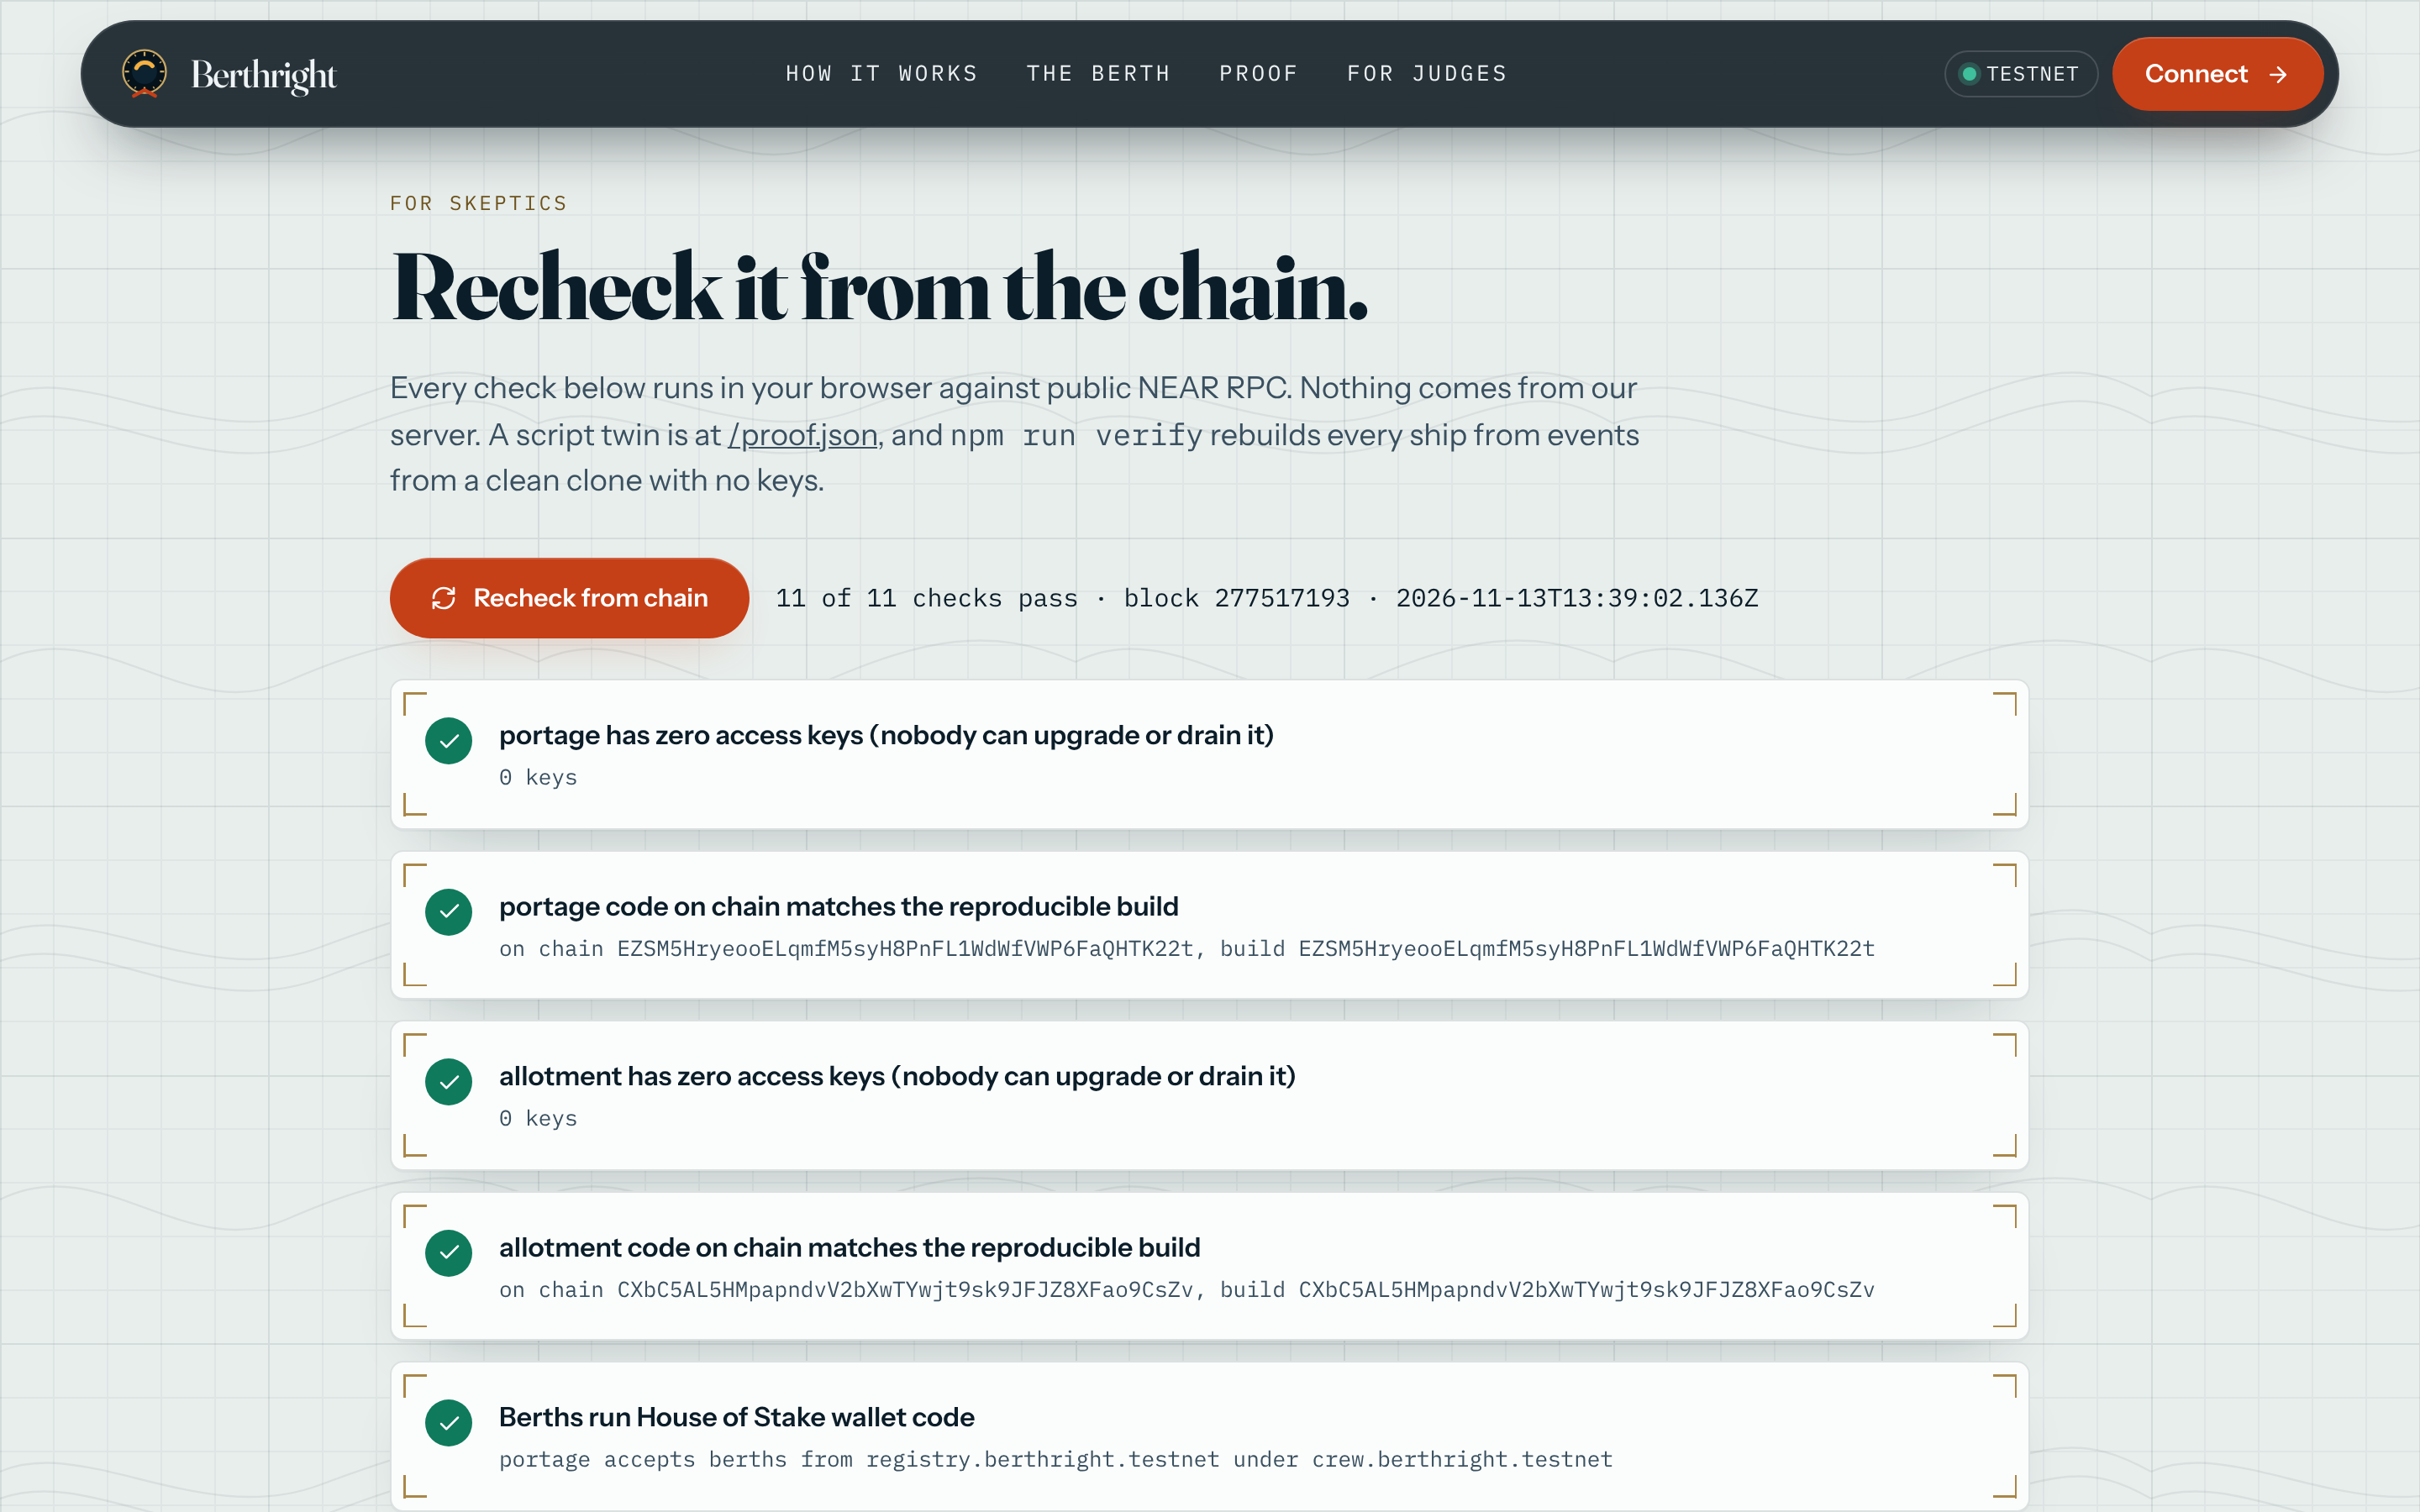 Berthright
HOW IT WORKS
THE BERTH
PROOF
FOR JUDGES
TESTNET
Connect
FOR SKEPTICS
Recheck it from the chain.
Every check below runs in your browser against public NEAR RPC. Nothing comes from our
server. A script twin is at /proof.json, and npm run verify rebuilds every ship from events
from a clean clone with no keys.
Recheck from chain
11 of 11 checks pass · block 277517193 · 2026-11-13T13:39:02.136Z
portage has zero access keys (nobody can upgrade or drain it)
0 keys
portage code on chain matches the reproducible build
on chain EZSM5HryeooELqmfM5syH8PnFL1WdWfVWP6FaQHTK22t, build EZSM5HryeooELqmfM5syH8PnFL1WdWfVWP6FaQHTK22t
allotment has zero access keys (nobody can upgrade or drain it)
0 keys
allotment code on chain matches the reproducible build
on chain CXbC5AL5HMpapndvV2bXwTYwjt9sk9JFJZ8XFao9CsZv, build CXbC5AL5HMpapndvV2bXwTYwjt9sk9JFJZ8XFao9CsZv
Berths run House of Stake wallet code
portage accepts berths from registry.berthright.testnet under crew.berthright.testnet